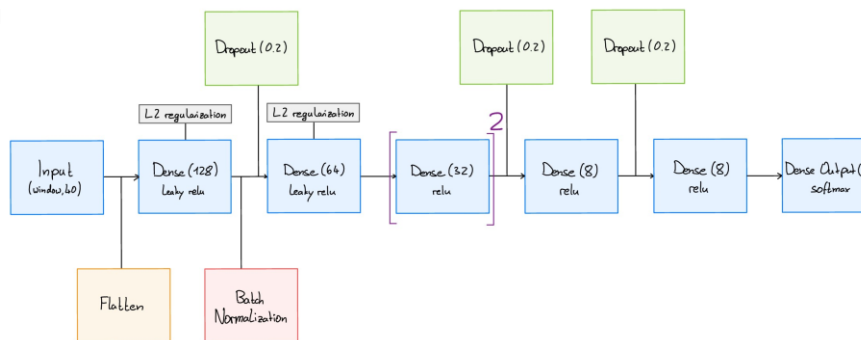 Dropout (0.2)
Dropout (0.2)
Dropout (0.2)
L2 regularization
L2 regularization
2
Input
(window,40)
Dense (128)
Leaky relu
Dense (64)
Leaky relu
Dense (32)
relu
Dense (8)
relu
Dense (8)
relu
Dense Output(
softmax
Flatten
Batch
Normalization